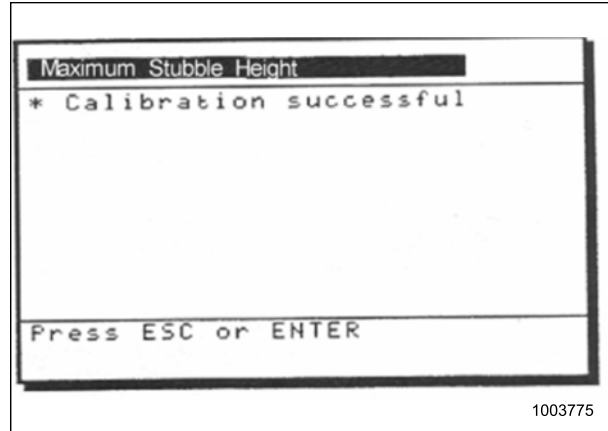 Maximum Stubble Height
* Calibration successful
Press ESC or ENTER
1003775